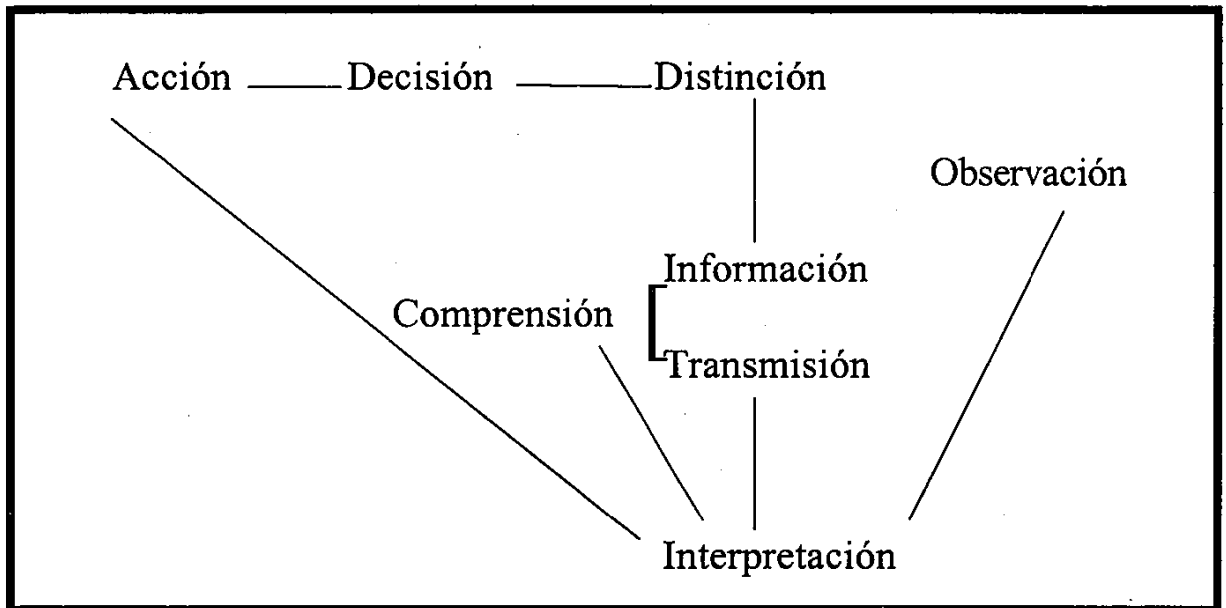 Acción Decisión Distinción
Observación
Información
Comprensión
Transmisión
Interpretación